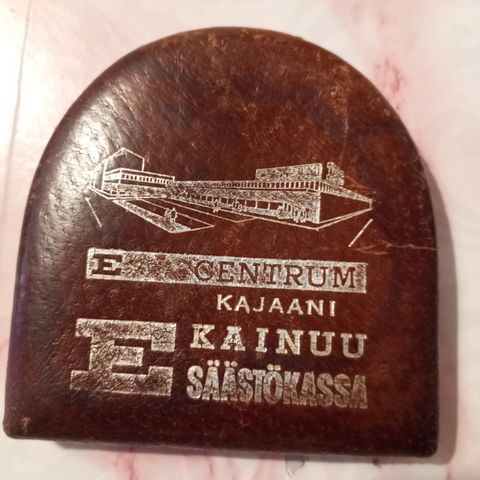 E CENTRUM
KAJAANI
E KAINUU
SÄÄSTÖKASSA